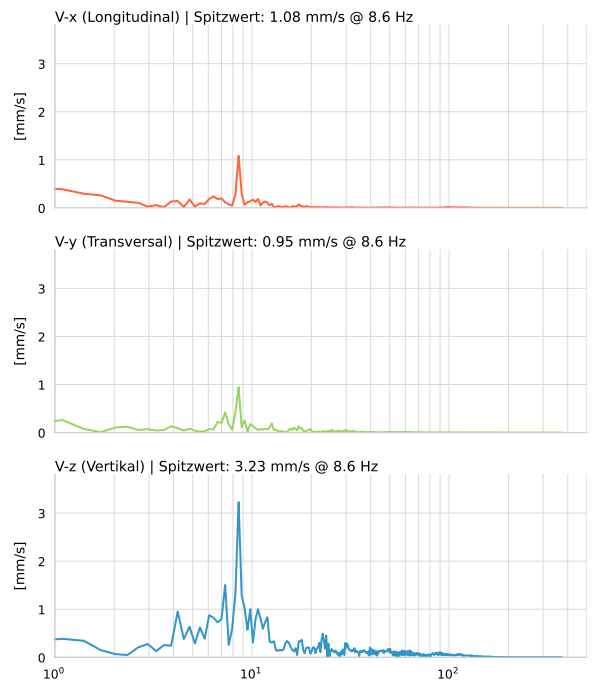 V-x (Longitudinal) | Spitzwert: 1.08 mm/s @ 8.6 Hz
3
2
1
0
[mm/s]
V-y (Transversal) | Spitzwert: 0.95 mm/s @ 8.6 Hz
3
2
1
0
[mm/s]
V-z (Vertikal) | Spitzwert: 3.23 mm/s @ 8.6 Hz
3
2
1
0
[mm/s]
10⁰ 10¹ 10²